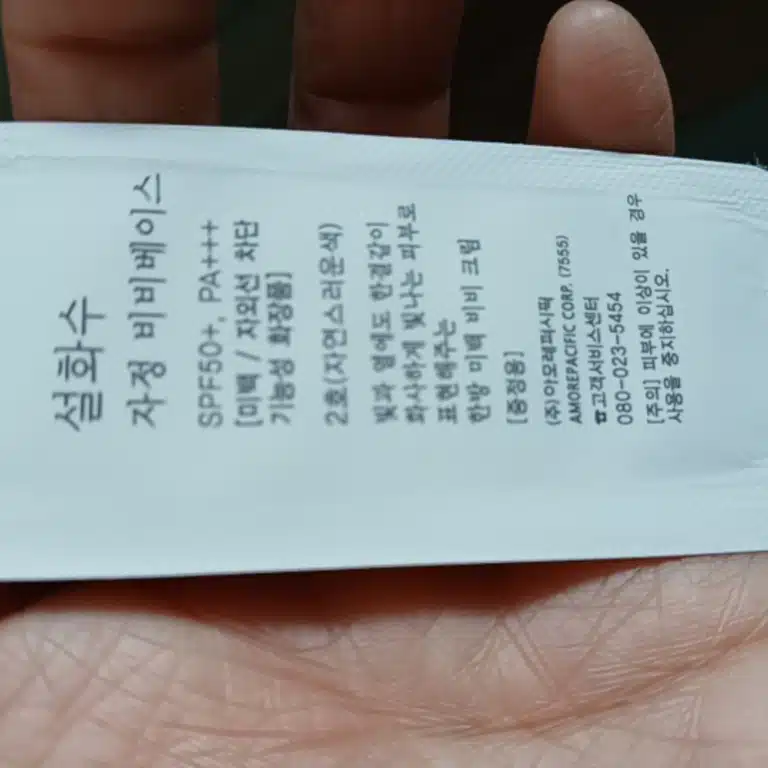 설화수
자정 비비베이스
SPF50+, PA+++
[미백 / 자외선 차단
기능성 화장품]
2호(자연스러운색)
빛과 열에도 한결같이
화사하게 빛나는 피부로
표현해주는
한방 미백 비비 크림
[증정용]
(주)아모레퍼시픽
AMOREPACIFIC CORP. (7555)
☎고객서비스센터
080-023-5454
[주의] 피부에 이상이 있을 경우
사용을 중지하십시오.